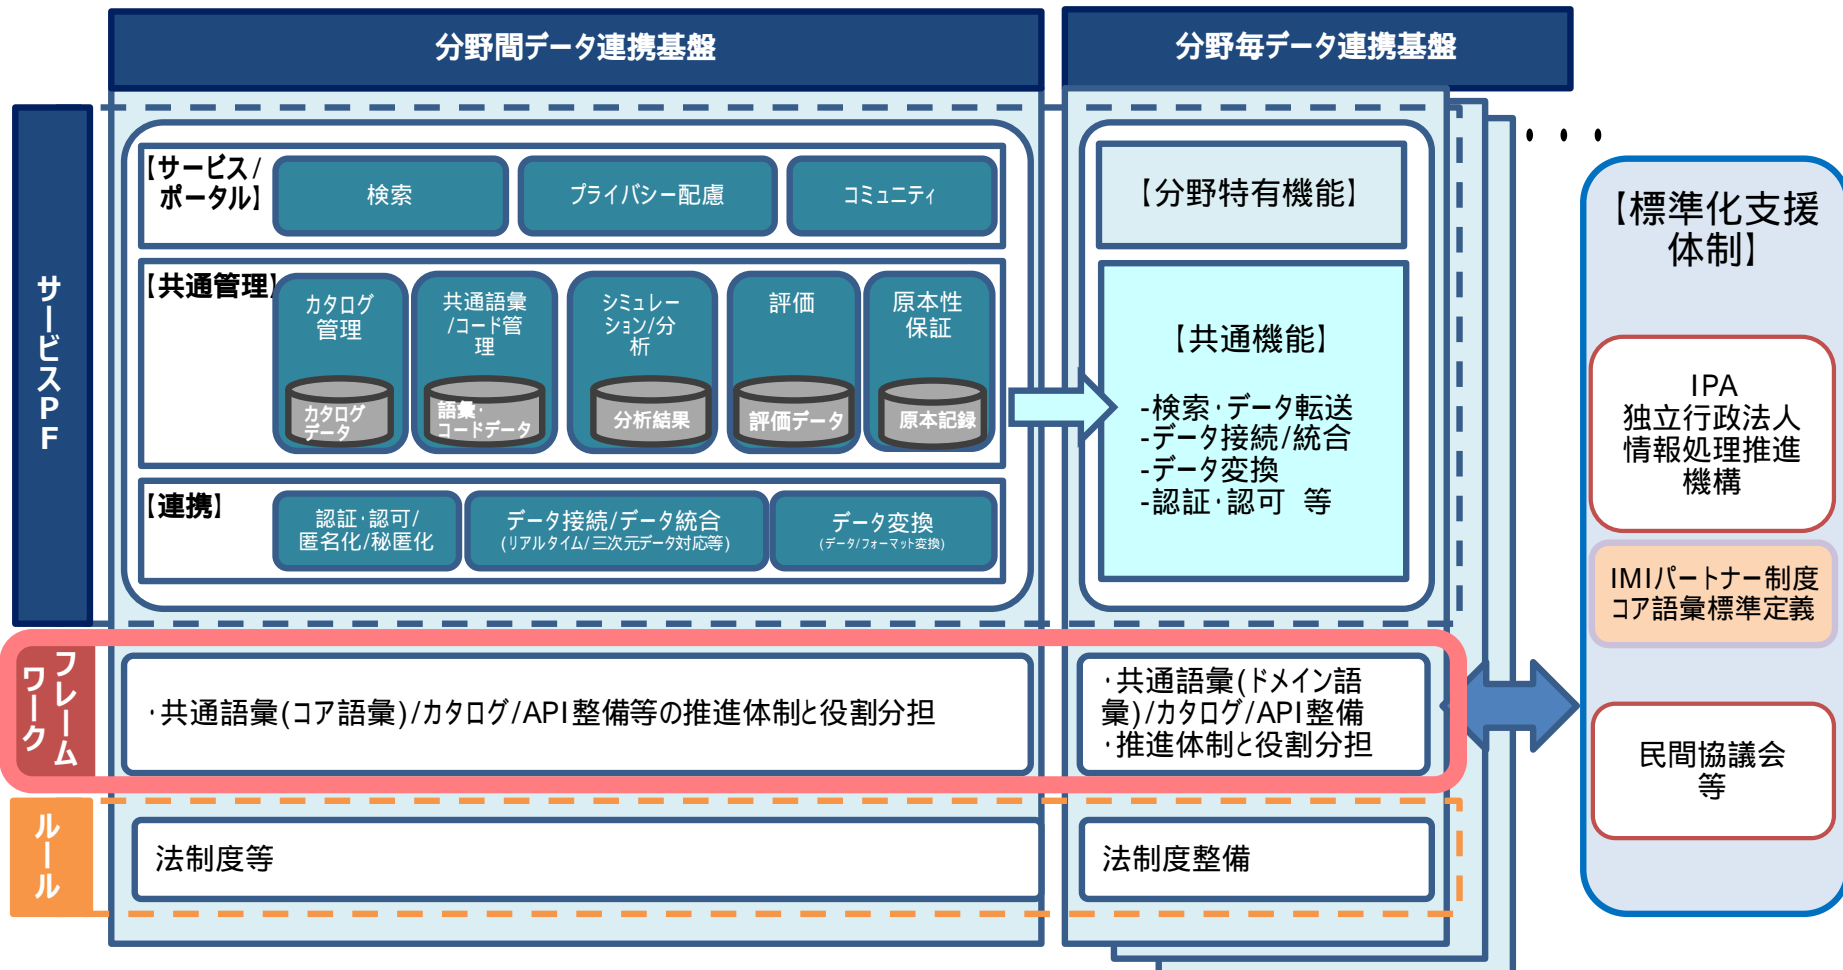 分野間データ連携基盤
分野毎データ連携基盤
サービスPF
【サービス/
ポータル】
検索
プライバシー配慮
コミュニティ
【共通管理】
カタログ
管理
共通語彙
/コード管
理
シミュレー
ション/分
析
評価
原本性
保証
カタログ
データ
語彙・
コードデータ
分析結果
評価データ
原本記録
【連携】
認証・認可/
匿名化/秘匿化
データ接続/データ統合
(リアルタイム/三次元データ対応等)
データ変換
(データ/フォーマット変換)
【分野特有機能】
【共通機能】
-検索・データ転送
-データ接続/統合
-データ変換
-認証・認可 等
・・・
【標準化支援
体制】
IPA
独立行政法人
情報処理推進
機構
IMIパートナー制度
コア語彙標準定義
民間協議会
等
フレーム
ワーク
・共通語彙(コア語彙)/カタログ/API整備等の推進体制と役割分担
・共通語彙(ドメイン語
彙)/カタログ/API整備
・推進体制と役割分担
ルール
法制度等
法制度整備